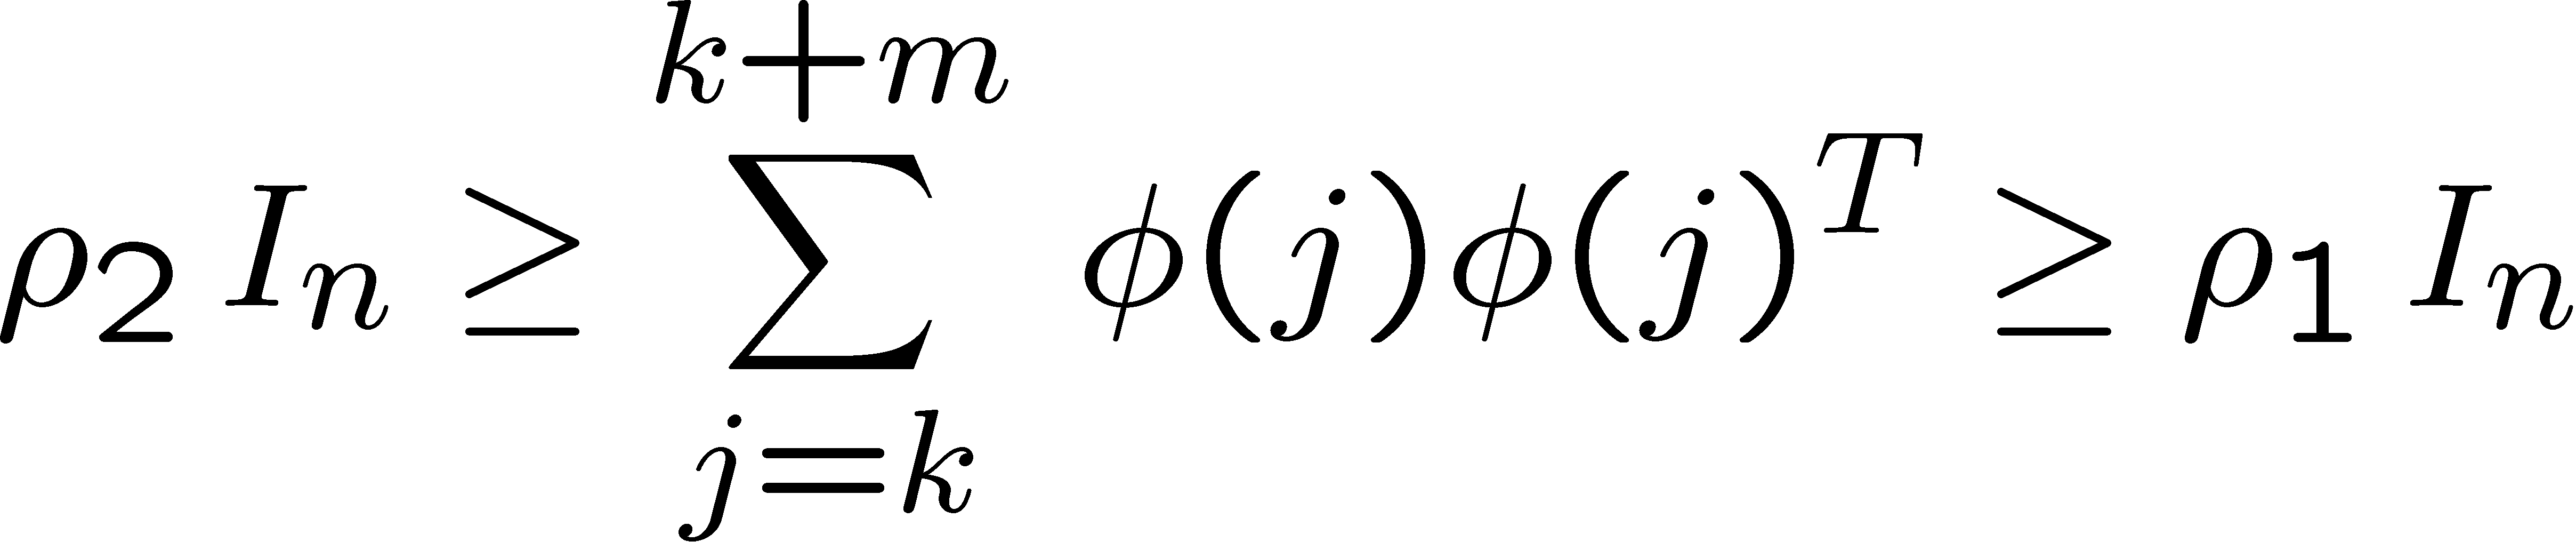 ρ₂ Iₙ ≥ ∑_{j=k}^{k+m} ϕ(j)ϕ(j)ᵀ ≥ ρ₁ Iₙ